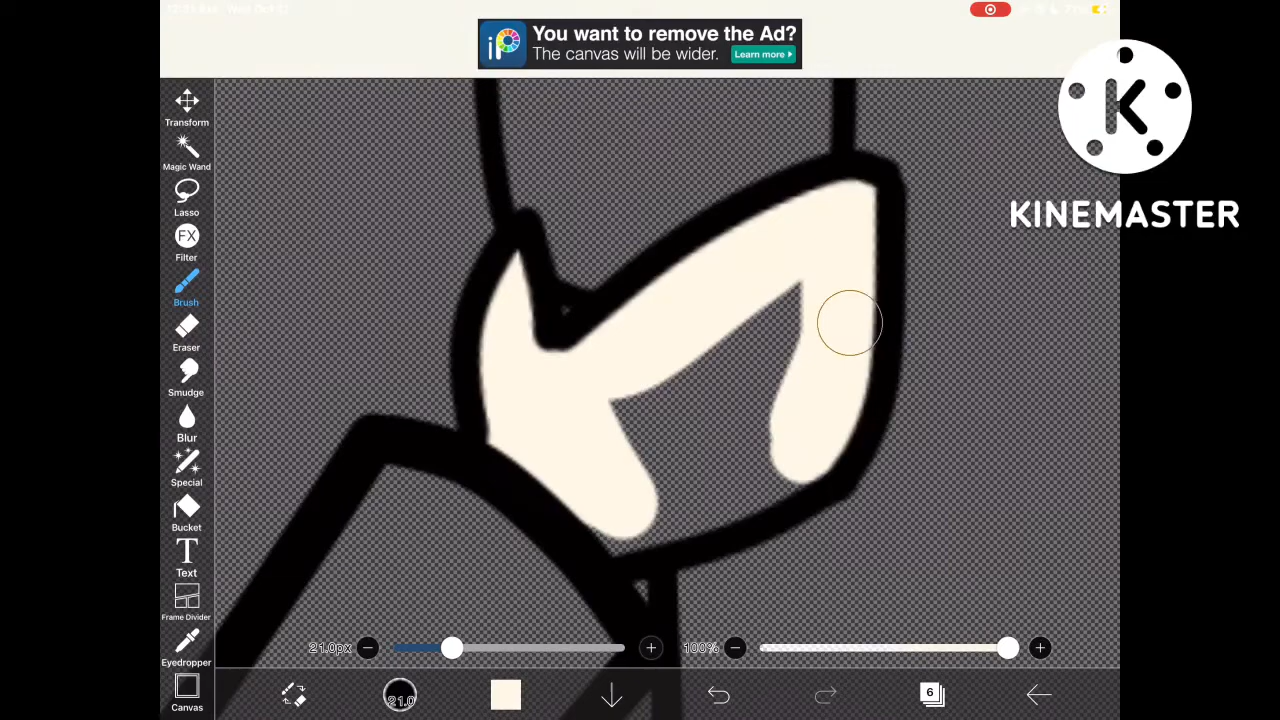 You want to remove the Ad?
The canvas will be wider.
Learn more
KINEMASTER
Transform
Magic Wand
Lasso
FX
Filter
Brush
Eraser
Smudge
Blur
Special
Bucket
T
Text
Frame Divider
Eyedropper
Canvas
21.0px
100%
21.0
6